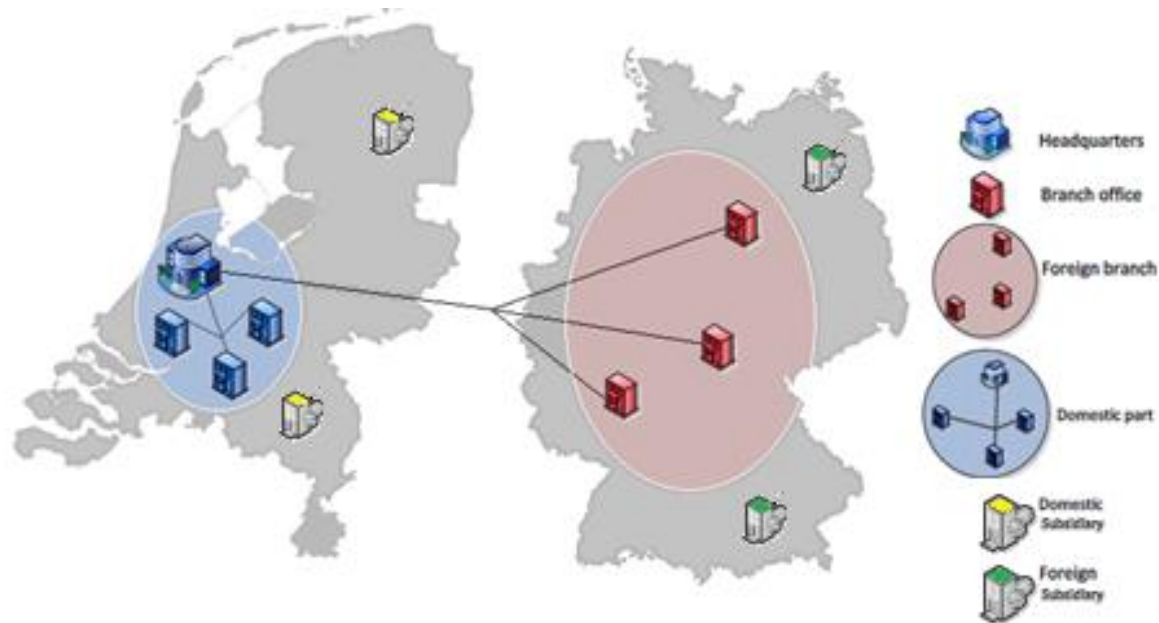 Headquarters
Branch office
Foreign branch
Domestic part
Domestic
Subsidiary
Foreign
Subsidiary